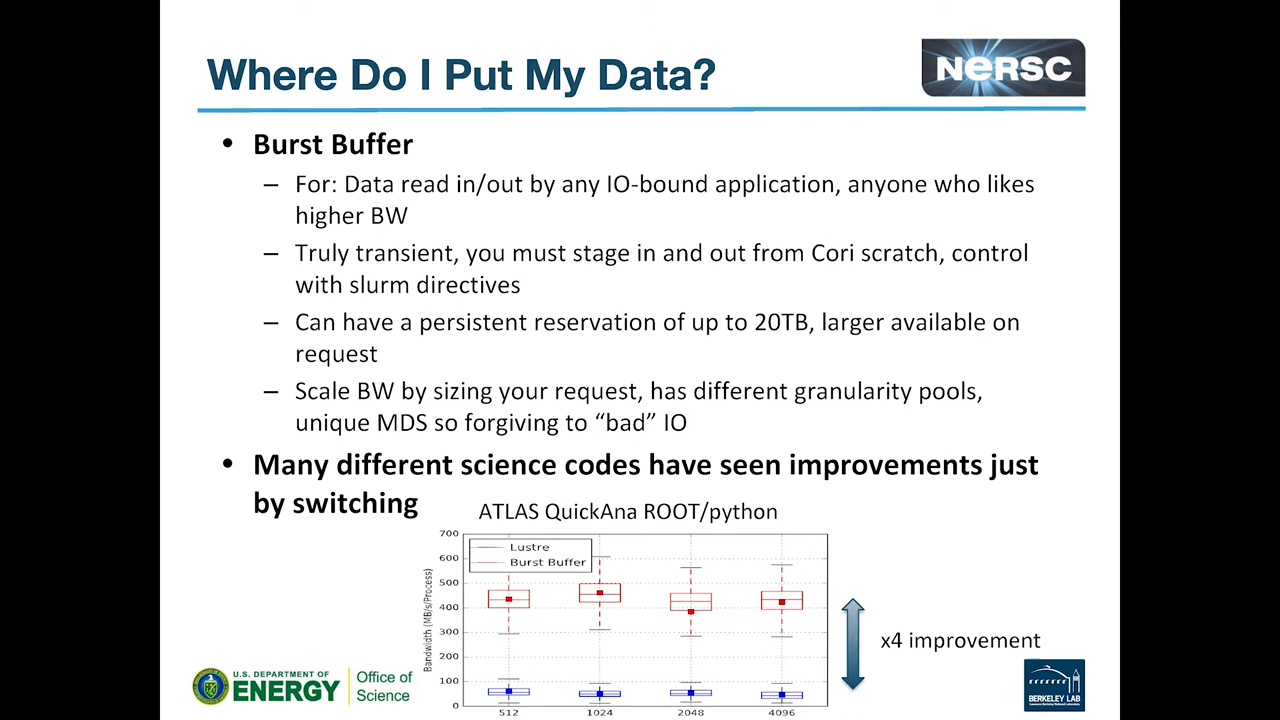 Where Do I Put My Data?
NERSC
• Burst Buffer
– For: Data read in/out by any IO-bound application, anyone who likes
higher BW
– Truly transient, you must stage in and out from Cori scratch, control
with slurm directives
– Can have a persistent reservation of up to 20TB, larger available on
request
– Scale BW by sizing your request, has different granularity pools,
unique MDS so forgiving to “bad” IO
• Many different science codes have seen improvements just
by switching
ATLAS QuickAna ROOT/python
700
600
500
400
300
200
100
0
Bandwidth (MB/s/Process)
Lustre
Burst Buffer
512
1024
2048
4096
x4 improvement
U.S. DEPARTMENT OF
ENERGY
Office of
Science
BERKELEY LAB